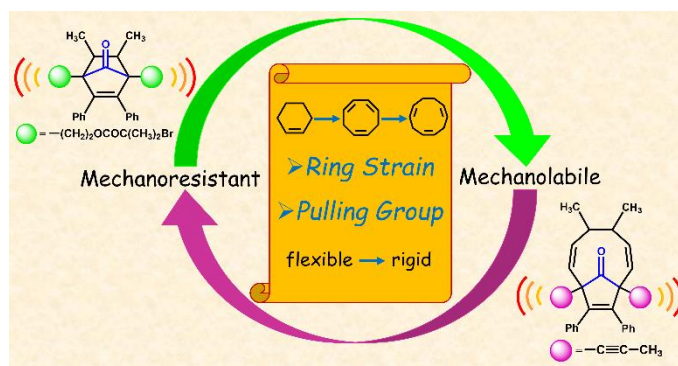 H₃C CH₃
O
Ph Ph
= —(CH₂)₂OCOC(CH₃)₂Br
Mechanoresistant
➤Ring Strain
➤Pulling Group
flexible → rigid
Mechanolabile
H₃C CH₃
O
Ph Ph
= —C≡C—CH₃